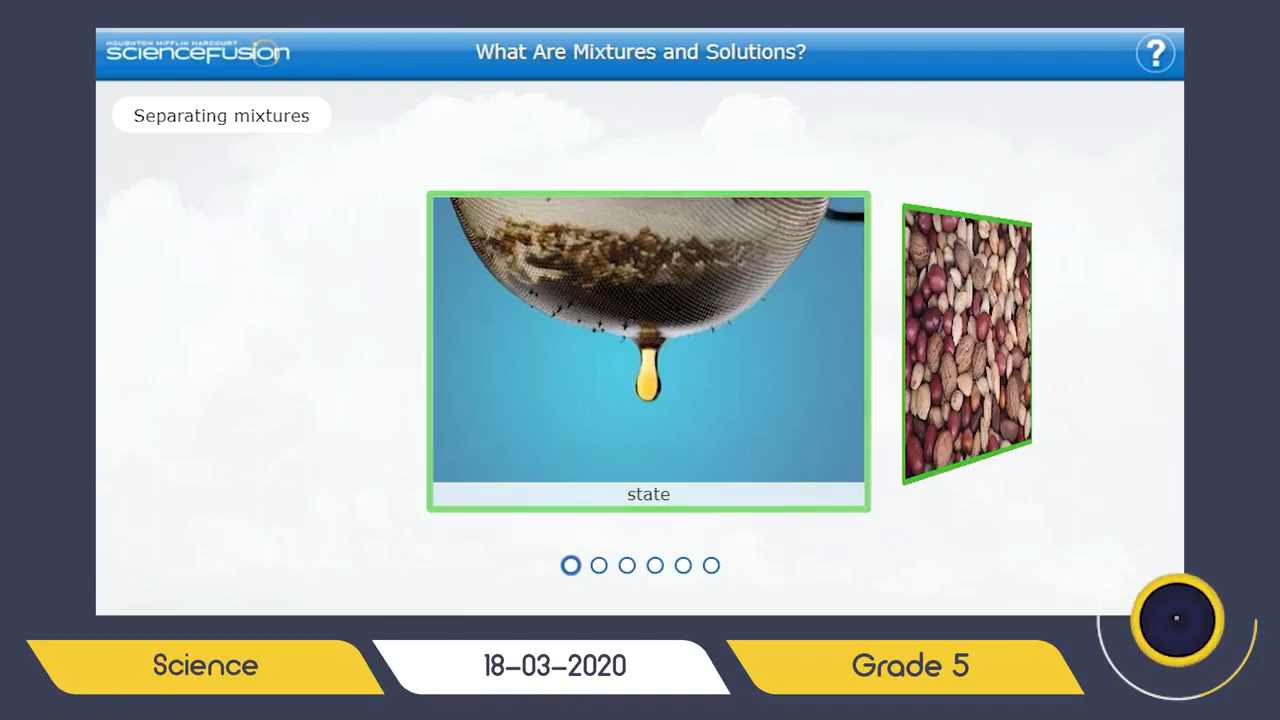 HOUGHTON MIFFLIN HARCOURT
scienceFusion
What Are Mixtures and Solutions?
?
Separating mixtures
state
Science
18-03-2020
Grade 5